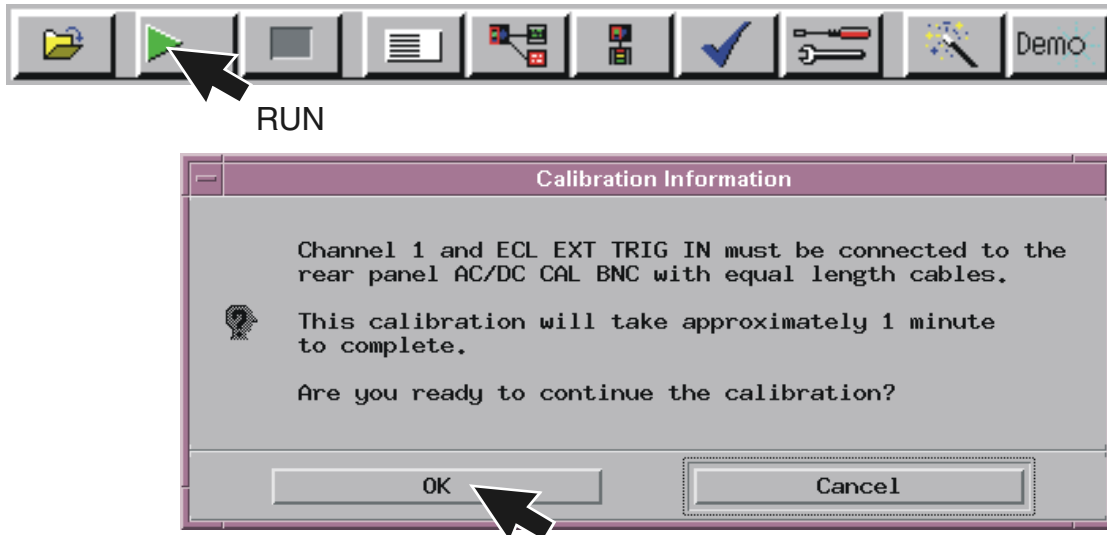 Demo
RUN
Calibration Information
Channel 1 and ECL EXT TRIG IN must be connected to the
rear panel AC/DC CAL BNC with equal length cables.
This calibration will take approximately 1 minute
to complete.
Are you ready to continue the calibration?
OK
Cancel